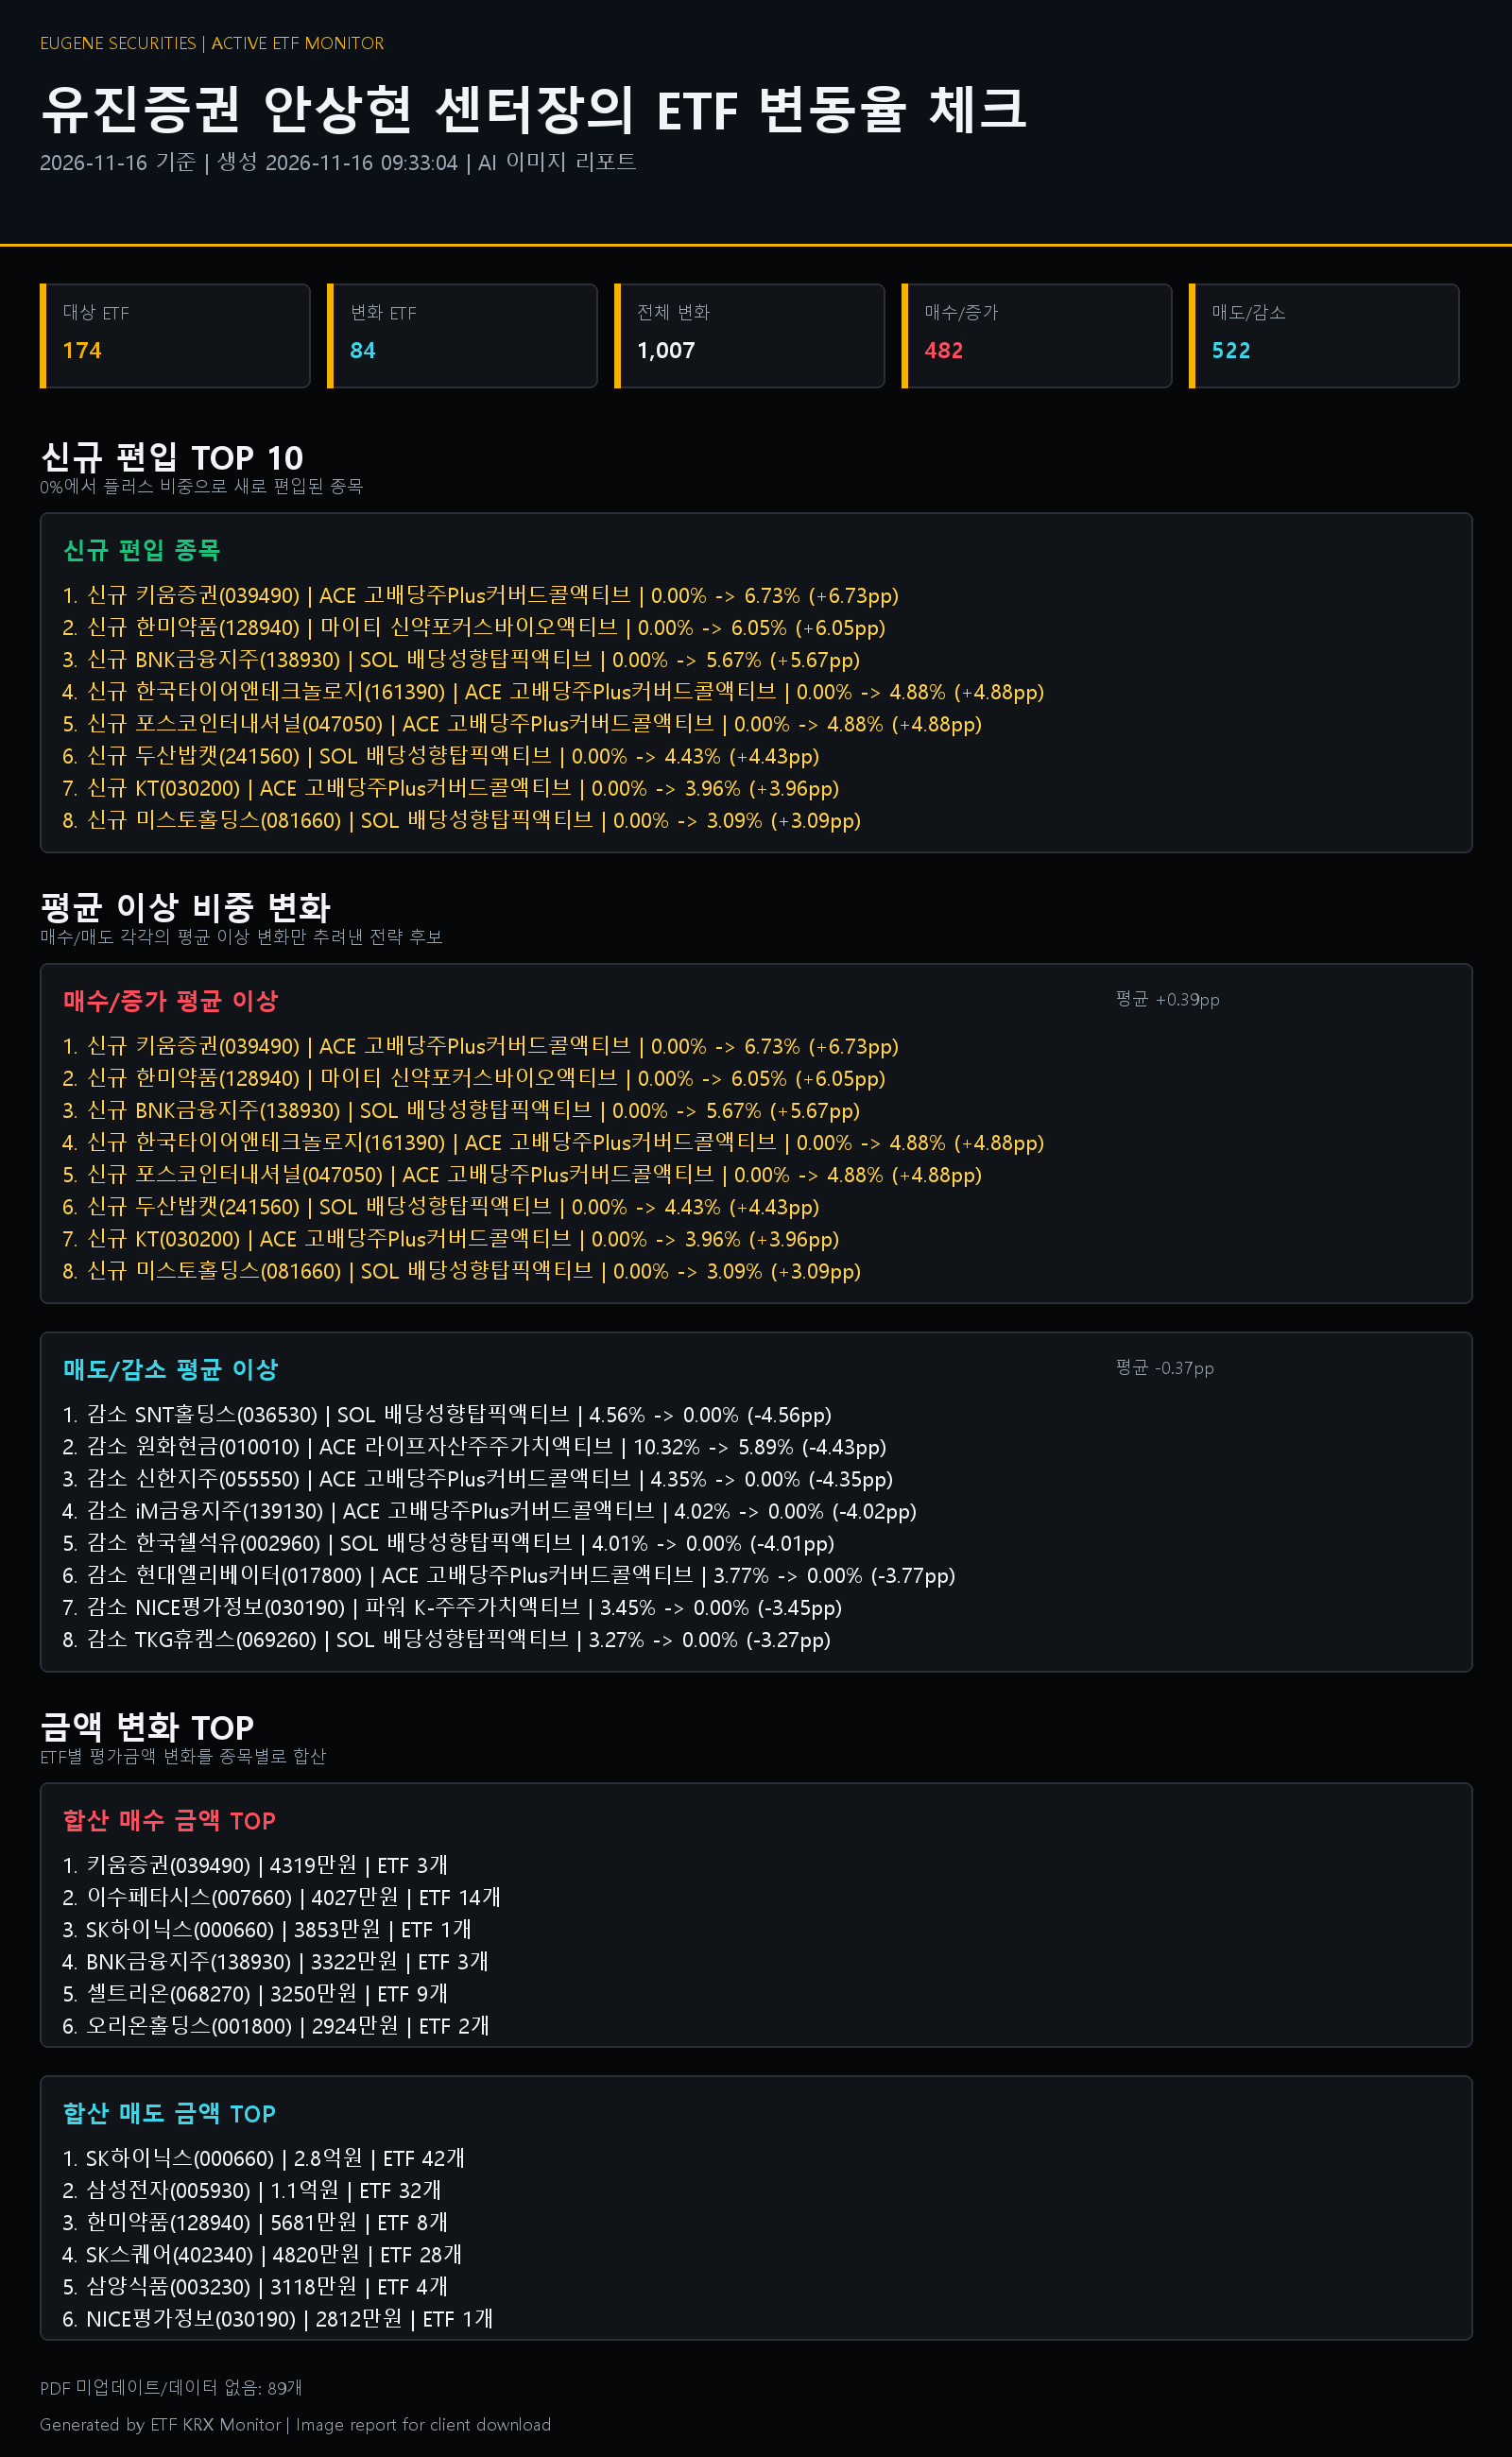 EUGENE SECURITIES | ACTIVE ETF MONITOR
유진증권 안상현 센터장의 ETF 변동율 체크
2026-11-16 기준 | 생성 2026-11-16 09:33:04 | AI 이미지 리포트
대상 ETF
174
변화 ETF
84
전체 변화
1,007
매수/증가
482
매도/감소
522
신규 편입 TOP 10
0%에서 플러스 비중으로 새로 편입된 종목
신규 편입 종목
1. 신규 키움증권(039490) | ACE 고배당주Plus커버드콜액티브 | 0.00% -> 6.73% (+6.73pp)
2. 신규 한미약품(128940) | 마이티 신약포커스바이오액티브 | 0.00% -> 6.05% (+6.05pp)
3. 신규 BNK금융지주(138930) | SOL 배당성향탑픽액티브 | 0.00% -> 5.67% (+5.67pp)
4. 신규 한국타이어앤테크놀로지(161390) | ACE 고배당주Plus커버드콜액티브 | 0.00% -> 4.88% (+4.88pp)
5. 신규 포스코인터내셔널(047050) | ACE 고배당주Plus커버드콜액티브 | 0.00% -> 4.88% (+4.88pp)
6. 신규 두산밥캣(241560) | SOL 배당성향탑픽액티브 | 0.00% -> 4.43% (+4.43pp)
7. 신규 KT(030200) | ACE 고배당주Plus커버드콜액티브 | 0.00% -> 3.96% (+3.96pp)
8. 신규 미스토홀딩스(081660) | SOL 배당성향탑픽액티브 | 0.00% -> 3.09% (+3.09pp)
평균 이상 비중 변화
매수/매도 각각의 평균 이상 변화만 추려낸 전략 후보
매수/증가 평균 이상
평균 +0.39pp
1. 신규 키움증권(039490) | ACE 고배당주Plus커버드콜액티브 | 0.00% -> 6.73% (+6.73pp)
2. 신규 한미약품(128940) | 마이티 신약포커스바이오액티브 | 0.00% -> 6.05% (+6.05pp)
3. 신규 BNK금융지주(138930) | SOL 배당성향탑픽액티브 | 0.00% -> 5.67% (+5.67pp)
4. 신규 한국타이어앤테크놀로지(161390) | ACE 고배당주Plus커버드콜액티브 | 0.00% -> 4.88% (+4.88pp)
5. 신규 포스코인터내셔널(047050) | ACE 고배당주Plus커버드콜액티브 | 0.00% -> 4.88% (+4.88pp)
6. 신규 두산밥캣(241560) | SOL 배당성향탑픽액티브 | 0.00% -> 4.43% (+4.43pp)
7. 신규 KT(030200) | ACE 고배당주Plus커버드콜액티브 | 0.00% -> 3.96% (+3.96pp)
8. 신규 미스토홀딩스(081660) | SOL 배당성향탑픽액티브 | 0.00% -> 3.09% (+3.09pp)
매도/감소 평균 이상
평균 -0.37pp
1. 감소 SNT홀딩스(036530) | SOL 배당성향탑픽액티브 | 4.56% -> 0.00% (-4.56pp)
2. 감소 원화현금(010010) | ACE 라이프자산주주가치액티브 | 10.32% -> 5.89% (-4.43pp)
3. 감소 신한지주(055550) | ACE 고배당주Plus커버드콜액티브 | 4.35% -> 0.00% (-4.35pp)
4. 감소 iM금융지주(139130) | ACE 고배당주Plus커버드콜액티브 | 4.02% -> 0.00% (-4.02pp)
5. 감소 한국쉘석유(002960) | SOL 배당성향탑픽액티브 | 4.01% -> 0.00% (-4.01pp)
6. 감소 현대엘리베이터(017800) | ACE 고배당주Plus커버드콜액티브 | 3.77% -> 0.00% (-3.77pp)
7. 감소 NICE평가정보(030190) | 파워 K-주주가치액티브 | 3.45% -> 0.00% (-3.45pp)
8. 감소 TKG휴켐스(069260) | SOL 배당성향탑픽액티브 | 3.27% -> 0.00% (-3.27pp)
금액 변화 TOP
ETF별 평가금액 변화를 종목별로 합산
합산 매수 금액 TOP
1. 키움증권(039490) | 4319만원 | ETF 3개
2. 이수페타시스(007660) | 4027만원 | ETF 14개
3. SK하이닉스(000660) | 3853만원 | ETF 1개
4. BNK금융지주(138930) | 3322만원 | ETF 3개
5. 셀트리온(068270) | 3250만원 | ETF 9개
6. 오리온홀딩스(001800) | 2924만원 | ETF 2개
합산 매도 금액 TOP
1. SK하이닉스(000660) | 2.8억원 | ETF 42개
2. 삼성전자(005930) | 1.1억원 | ETF 32개
3. 한미약품(128940) | 5681만원 | ETF 8개
4. SK스퀘어(402340) | 4820만원 | ETF 28개
5. 삼양식품(003230) | 3118만원 | ETF 4개
6. NICE평가정보(030190) | 2812만원 | ETF 1개
PDF 미업데이트/데이터 없음: 89개
Generated by ETF KRX Monitor | Image report for client download